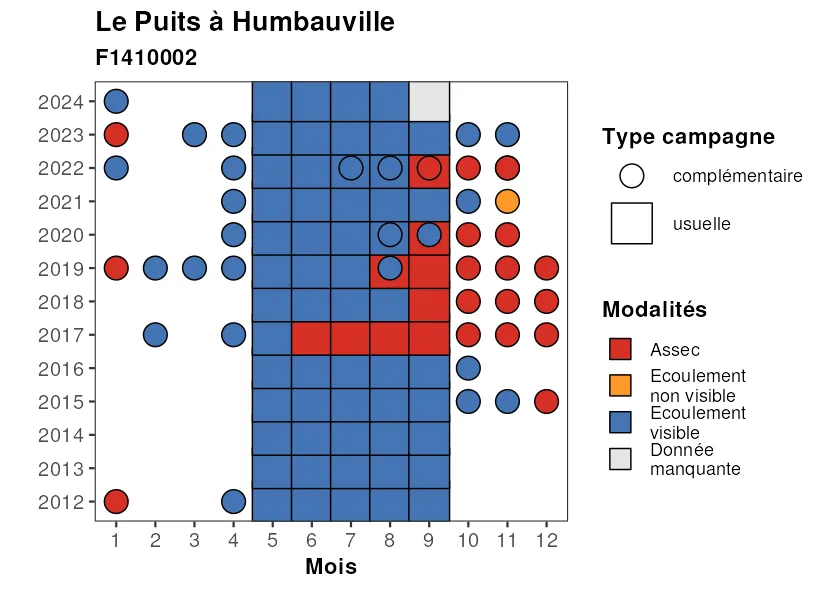 Le Puits à Humbauville
F1410002
2024
2023
2022
2021
2020
2019
2018
2017
2016
2015
2014
2013
2012
1 2 3 4 5 6 7 8 9 10 11 12
Mois
Type campagne
complémentaire
usuelle
Modalités
Assec
Ecoulement
non visible
Ecoulement
visible
Donnée
manquante